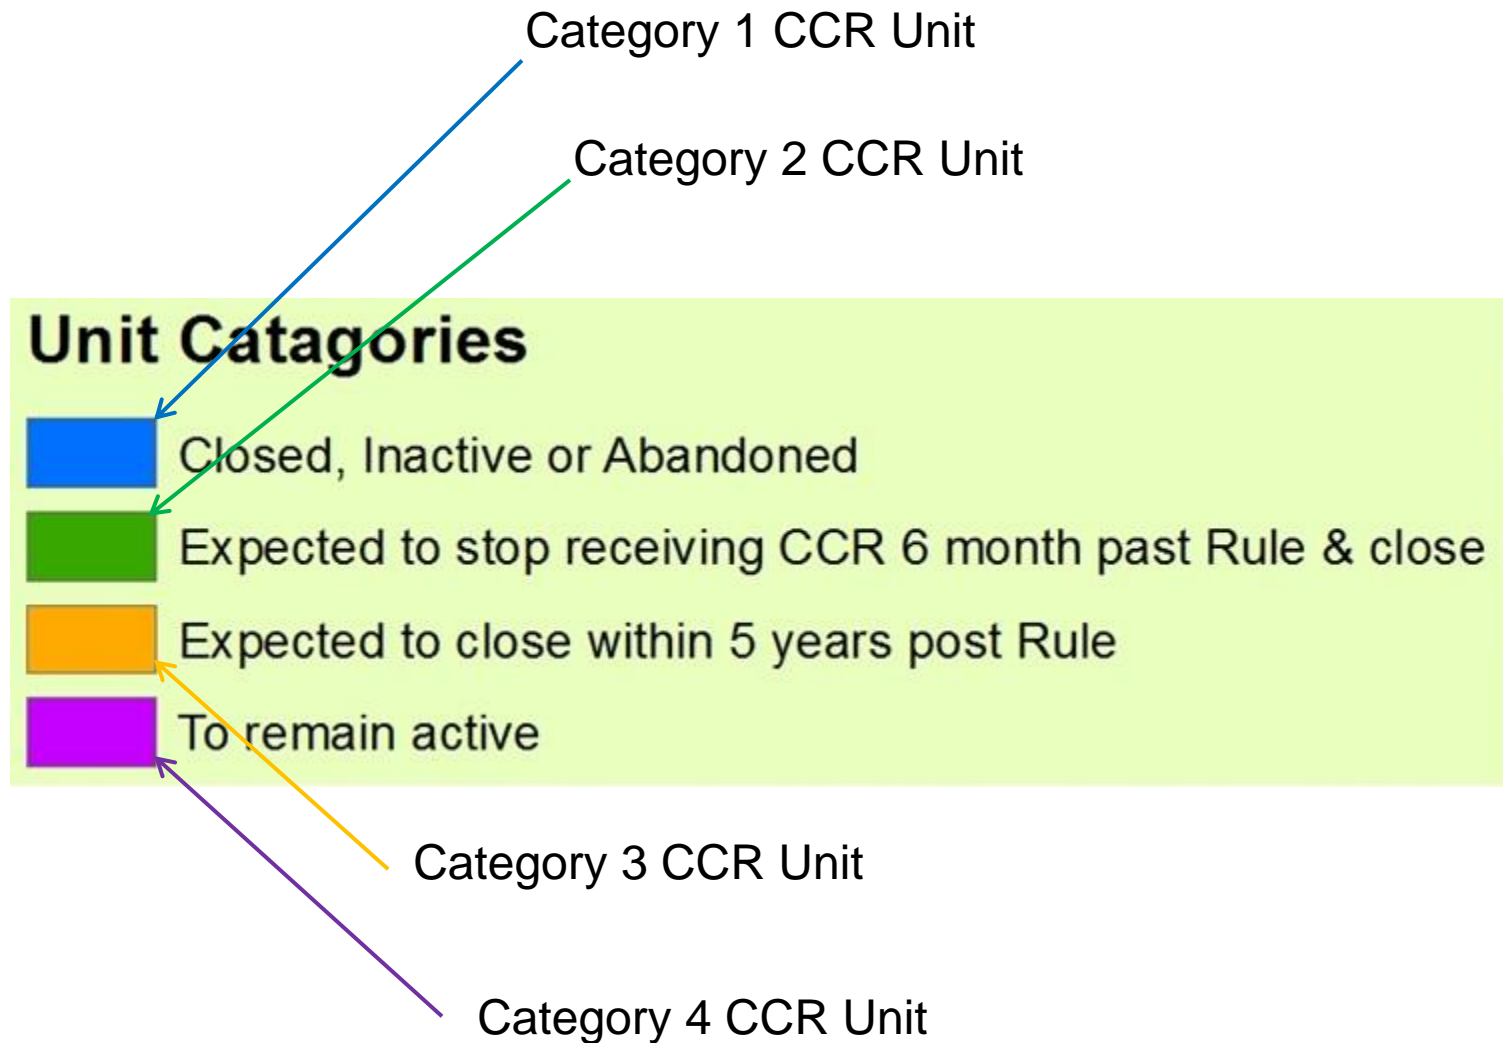 Category 1 CCR Unit
Category 2 CCR Unit
Unit Catagories
Closed, Inactive or Abandoned
Expected to stop receiving CCR 6 month past Rule & close
Expected to close within 5 years post Rule
To remain active
Category 3 CCR Unit
Category 4 CCR Unit